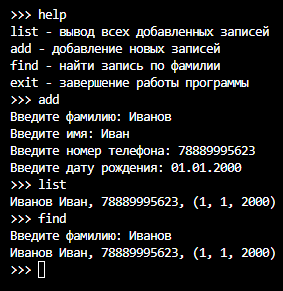 >>> help
list - вывод всех добавленных записей
add - добавление новых записей
find - найти запись по фамилии
exit - завершение работы программы
>>> add
Введите фамилию: Иванов
Введите имя: Иван
Введите номер телефона: 78889995623
Введите дату рождения: 01.01.2000
>>> list
Иванов Иван, 78889995623, (1, 1, 2000)
>>> find
Введите фамилию: Иванов
Иванов Иван, 78889995623, (1, 1, 2000)
>>>